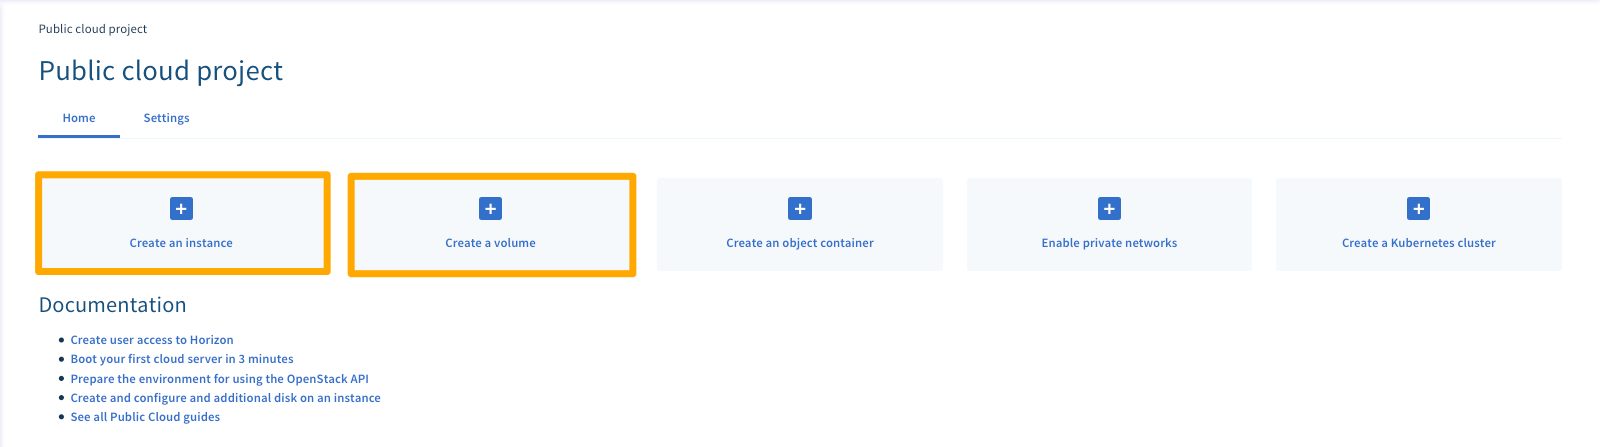 Public cloud project
Public cloud project
Home Settings
Create an instance Create a volume Create an object container Enable private networks Create a Kubernetes cluster
Documentation
Create user access to Horizon
Boot your first cloud server in 3 minutes
Prepare the environment for using the OpenStack API
Create and configure and additional disk on an instance
See all Public Cloud guides